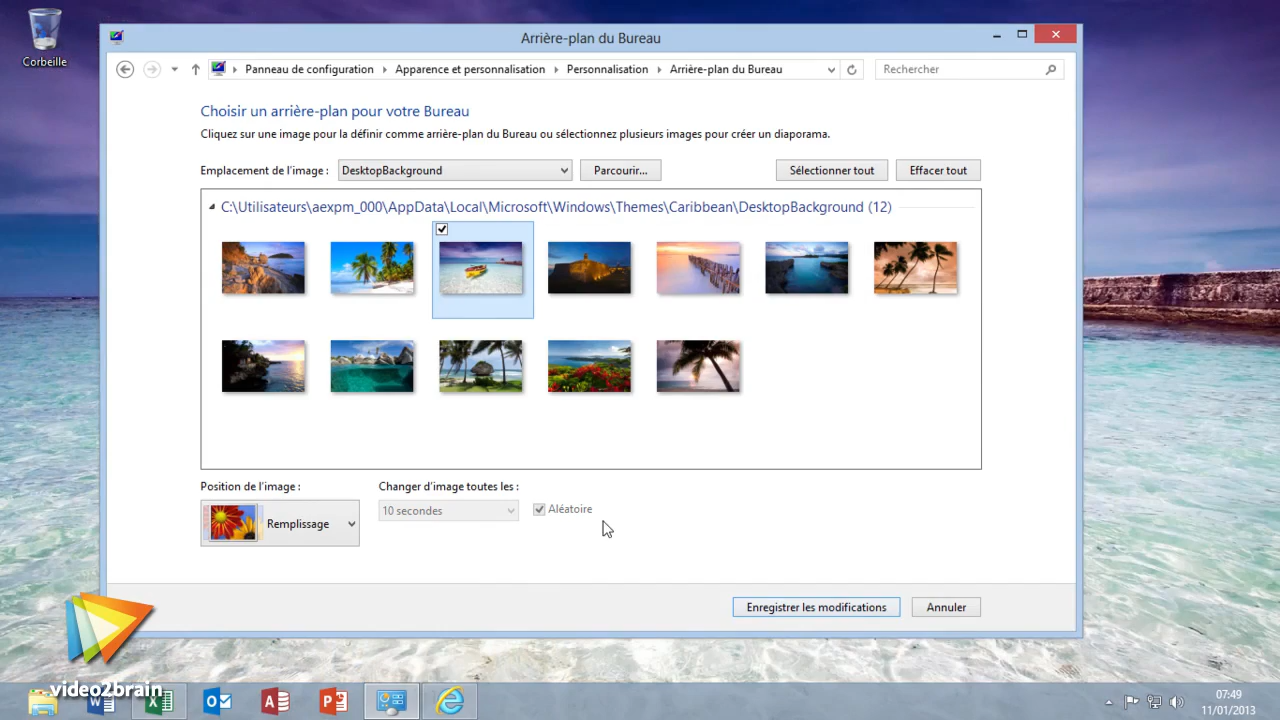 Corbeille
Arrière-plan du Bureau
Panneau de configuration
Apparence et personnalisation
Personnalisation
Arrière-plan du Bureau
Rechercher
Choisir un arrière-plan pour votre Bureau
Cliquez sur une image pour la définir comme arrière-plan du Bureau ou sélectionnez plusieurs images pour créer un diaporama.
Emplacement de l'image :
DesktopBackground
Parcourir...
Sélectionner tout
Effacer tout
C:\Utilisateurs\aexpm_000\AppData\Local\Microsoft\Windows\Themes\Caribbean\DesktopBackground (12)
Position de l'image :
Changer d'image toutes les :
Remplissage
10 secondes
Aléatoire
Enregistrer les modifications
Annuler
video2brain
07:49
11/01/2013